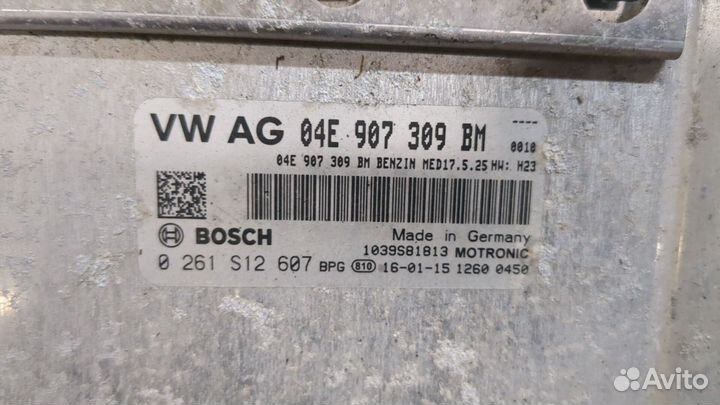 VW AG 04E 907 309 BM 0010
04E 907 309 BM BENZIN MED17.5.25 HW: H23
BOSCH
Made in Germany
1039S81813 MOTRONIC
0 261 S12 607 BPG 810 16-01-15 1260 0450
Avito